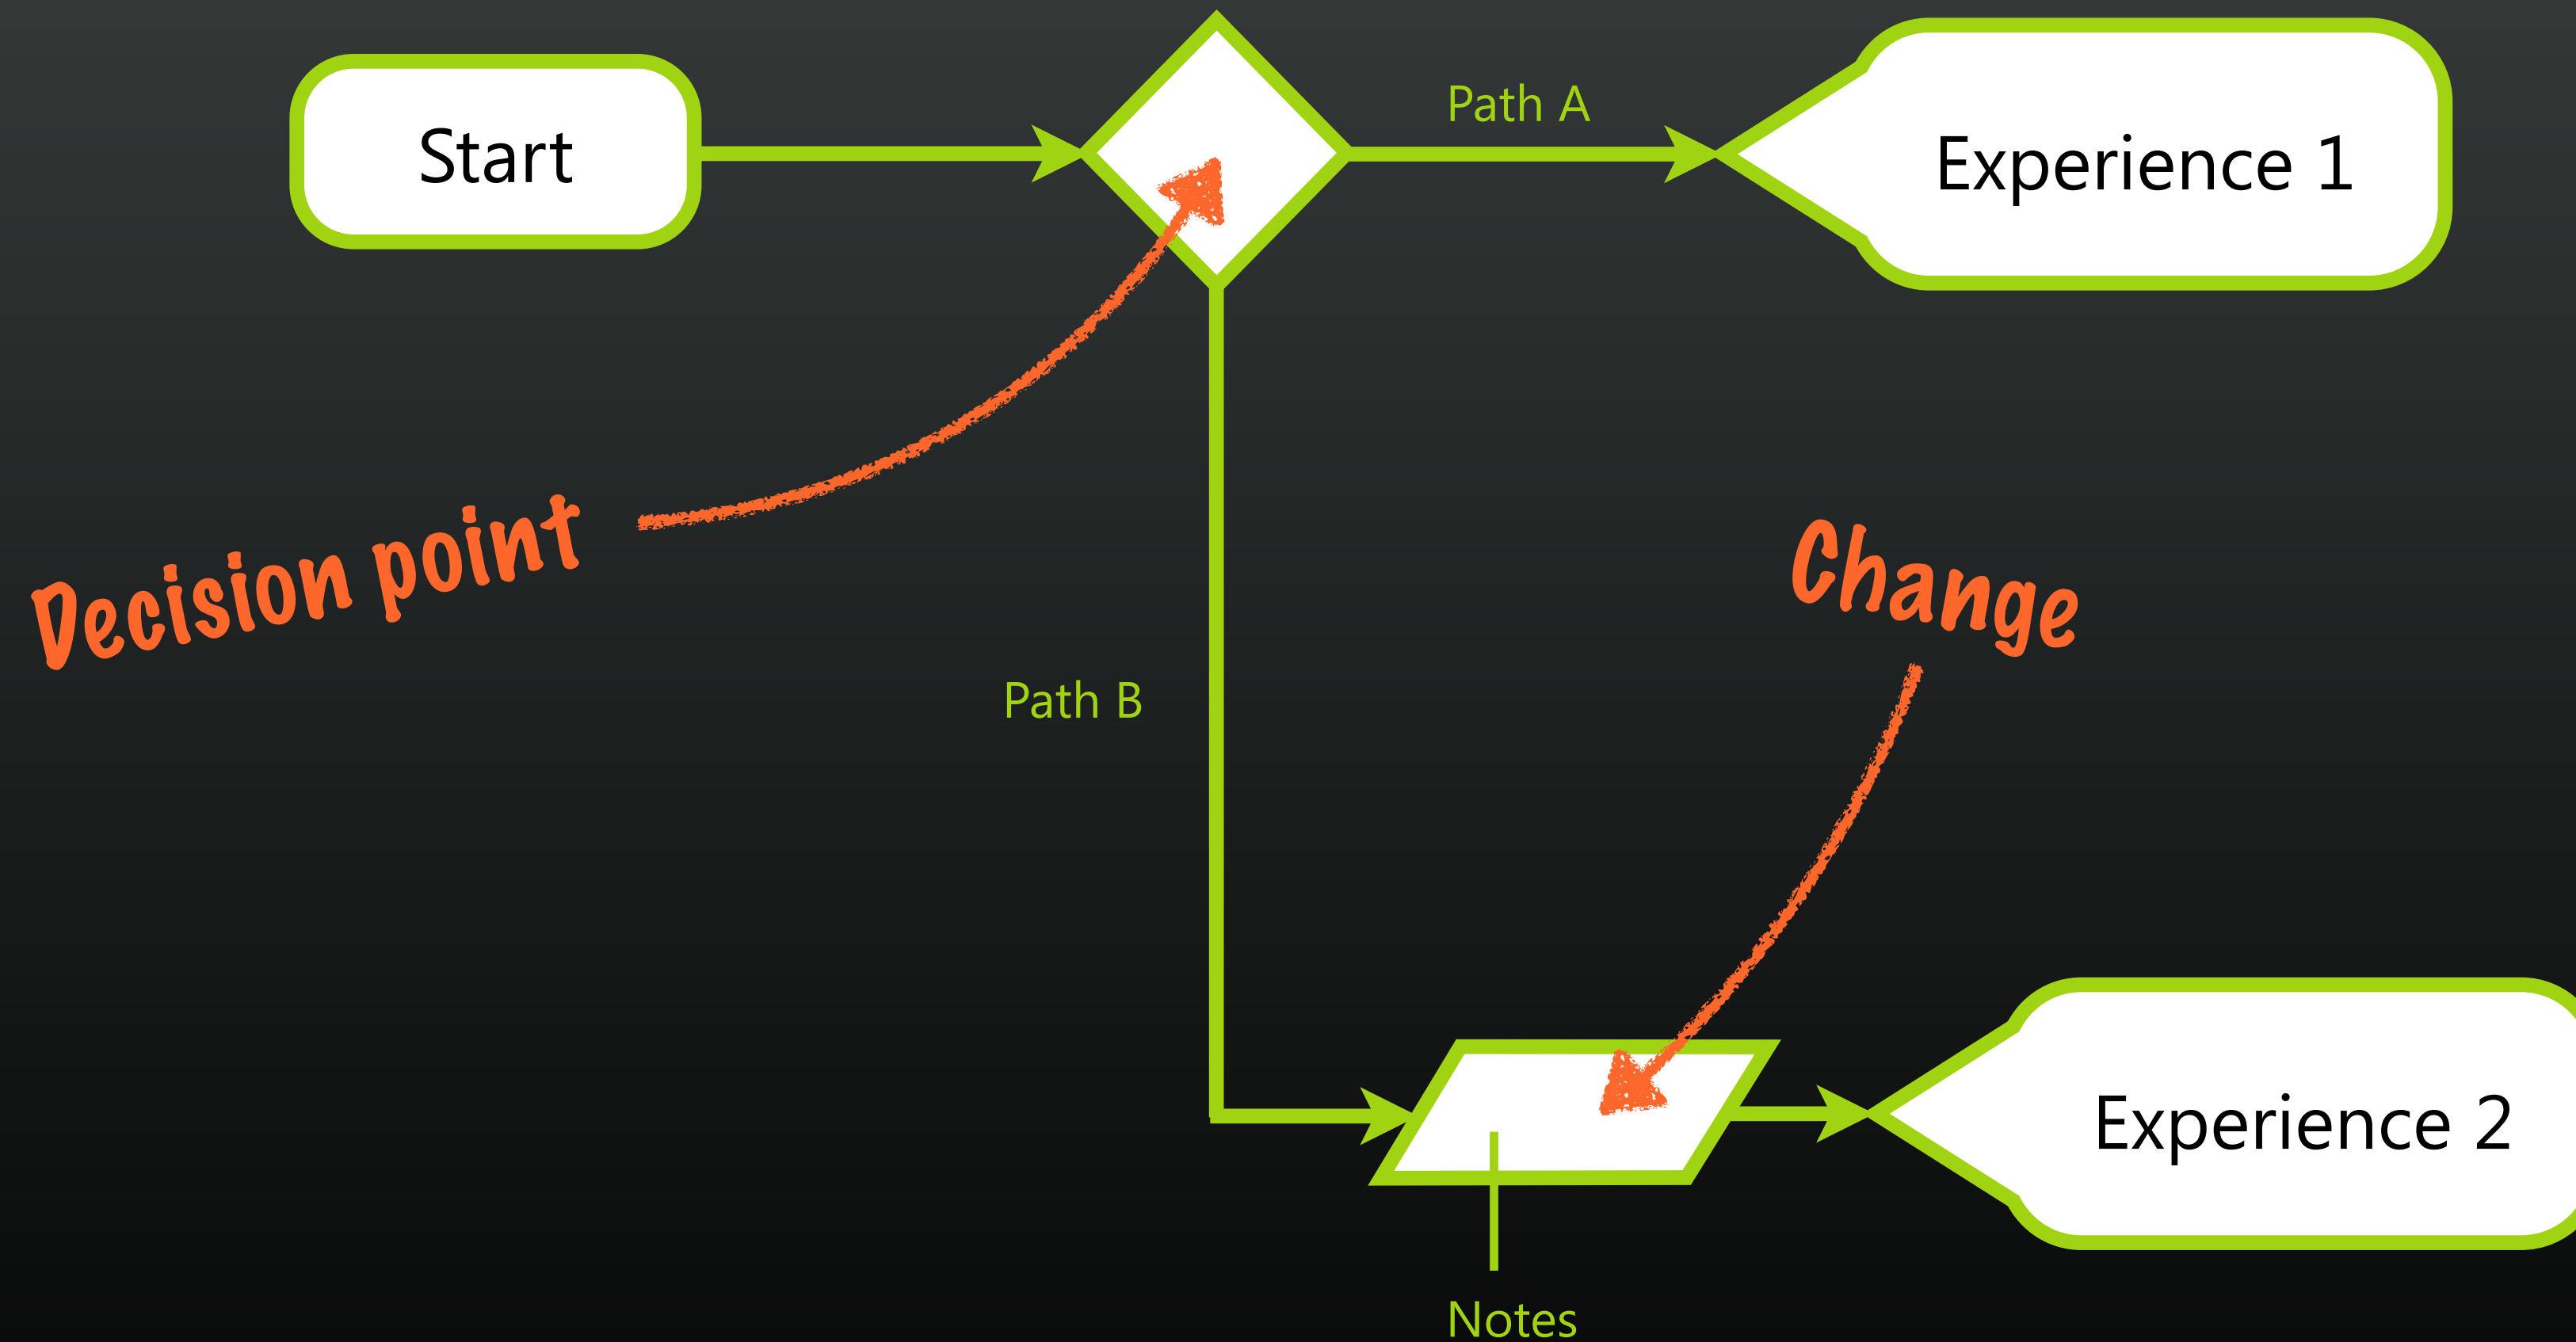 Start
Path A
Experience 1
Decision point
Change
Path B
Experience 2
Notes